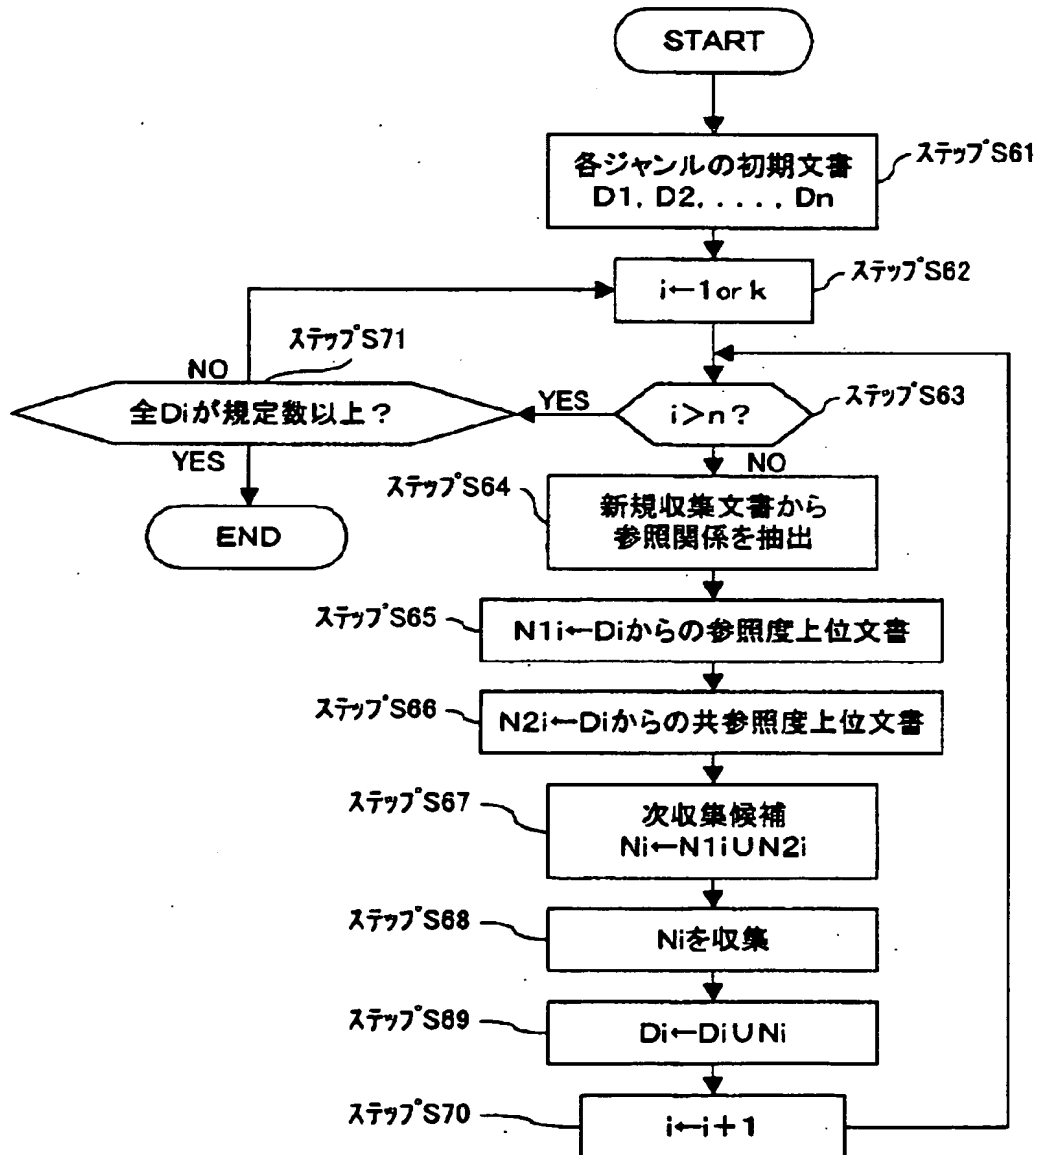 START
各ジャンルの初期文書
D1, D2, . . . . , Dn
ステップS61
i←1or k
ステップS62
ステップS71
NO
全Diが規定数以上?
YES
i>n?
ステップS63
YES
NO
END
ステップS64
新規収集文書から
参照関係を抽出
ステップS65
N1i←Diからの参照度上位文書
ステップS66
N2i←Diからの共参照度上位文書
ステップS67
次収集候補
Ni←N1i∪N2i
ステップS68
Niを収集
ステップS69
Di←Di∪Ni
ステップS70
i←i+1